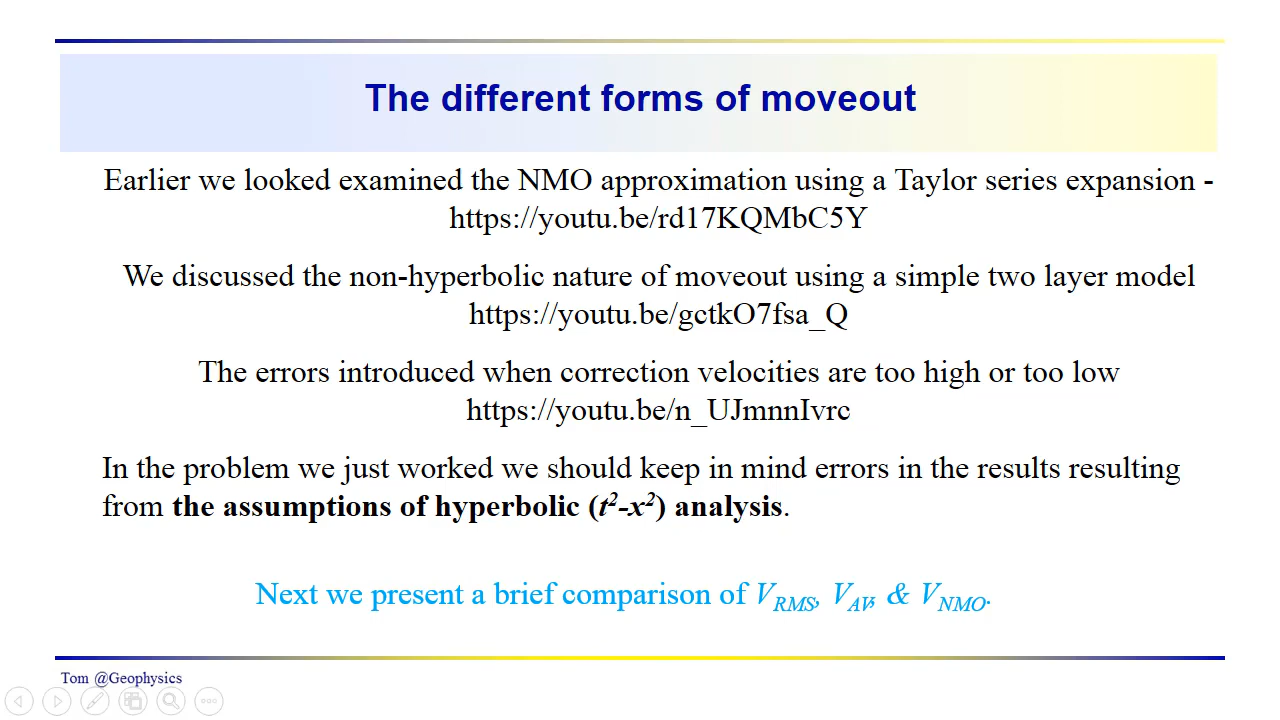 The different forms of moveout
Earlier we looked examined the NMO approximation using a Taylor series expansion -
https://youtu.be/rd17KQMbC5Y
We discussed the non-hyperbolic nature of moveout using a simple two layer model
https://youtu.be/gctkO7fsa_Q
The errors introduced when correction velocities are too high or too low
https://youtu.be/n_UJmnnIvrc
In the problem we just worked we should keep in mind errors in the results resulting
from the assumptions of hyperbolic (t²-x²) analysis.
Next we present a brief comparison of V_RMS, V_AV, & V_NMO.
Tom @Geophysics